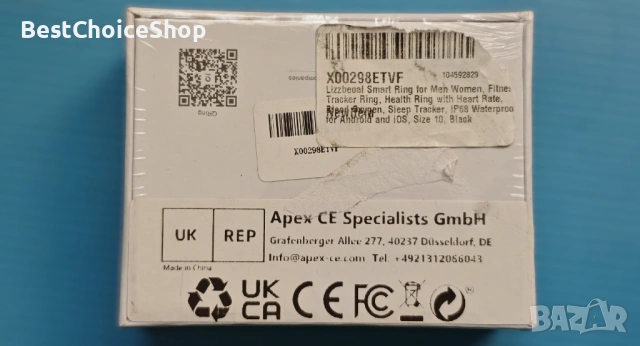 BestChoiceShop
X00298ETVF
104592829
Lizzbeoal Smart Ring for Men Women, Fitnes
Tracker Ring, Health Ring with Heart Rate,
Blood Oxygen, Sleep Tracker, IP68 Waterproo
for Android and iOS, Size 10, Black
QRing
X00298ETVF
UK REP
Apex CE Specialists GmbH
Grafenberger Allee 277, 40237 Düsseldorf, DE
Info@apex-ce.com Tel. +4921312066043
Made in China
UK
CA
CE FC
BAZAR